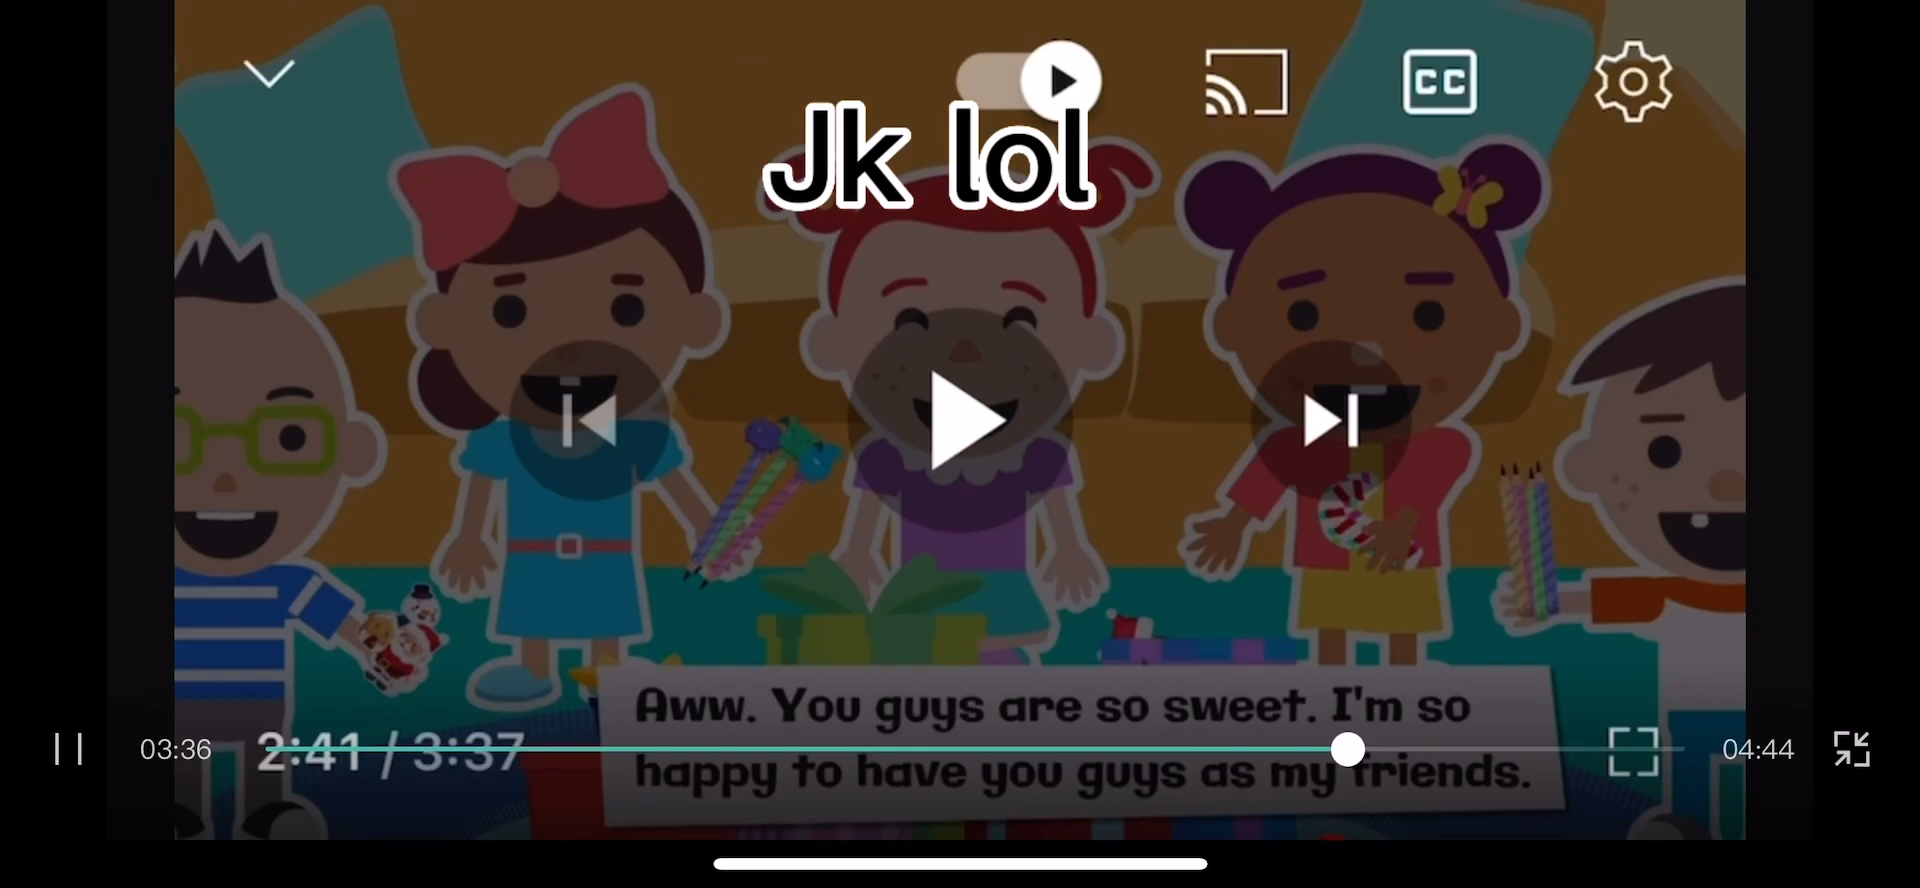 CC
Jk lol
Aww. You guys are so sweet. I'm so
happy to have you guys as my friends.
03:36
2:41 / 3:37
04:44